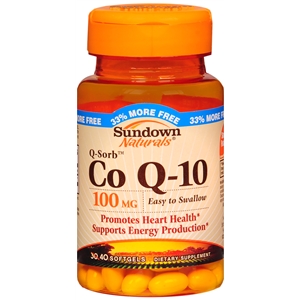 33% MORE FREE 33% MORE FREE
Sundown
Naturals®
Q-Sorb™
Co Q-10
100 MG Easy to Swallow
Promotes Heart Health*
Supports Energy Production*
30 40 SOFTGELS DIETARY SUPPLEMENT